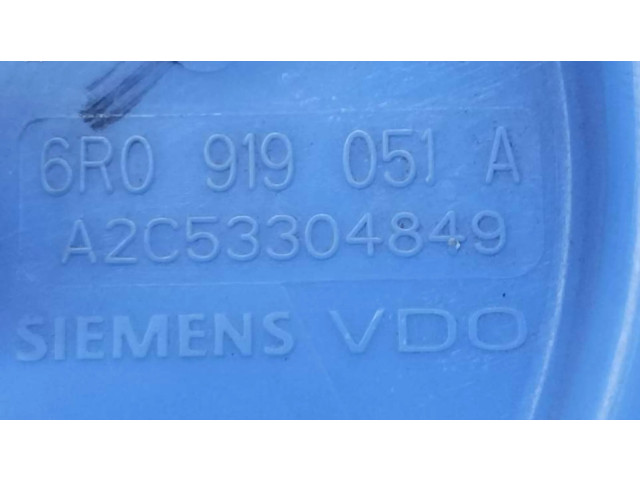 6R0 919 051 A
A2C53304849
SIEMENS VDO